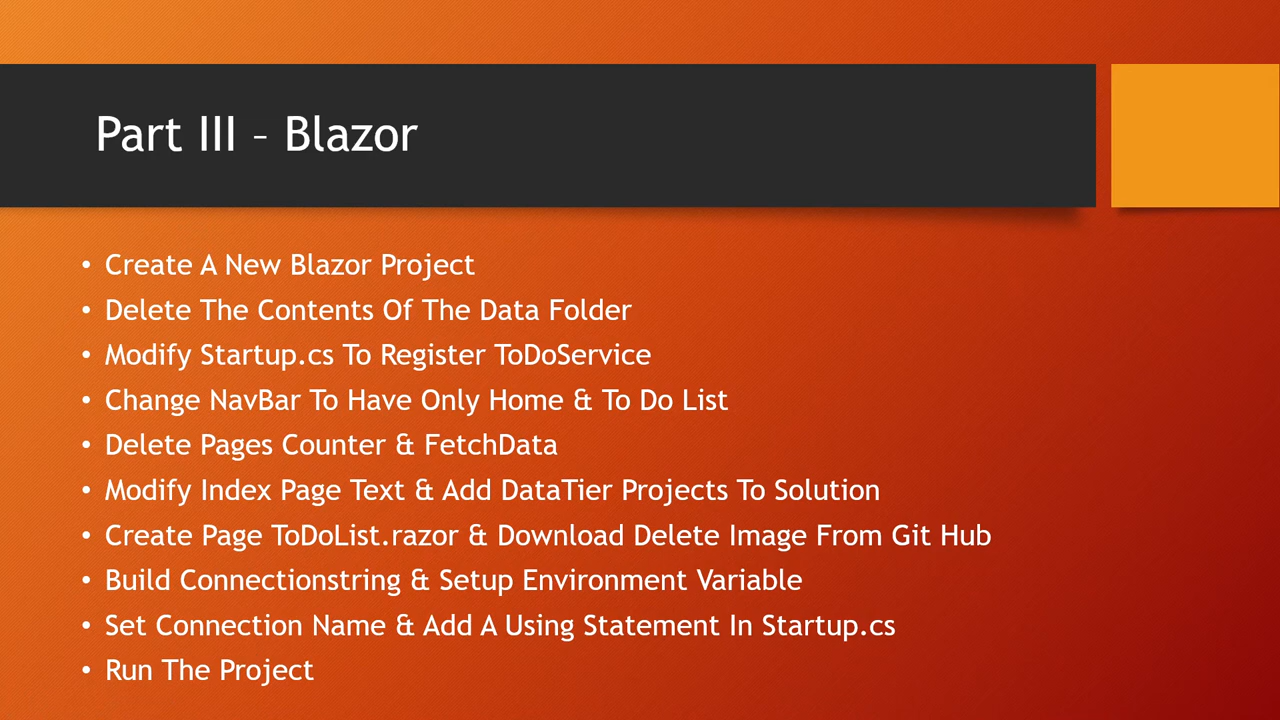 Part III – Blazor
• Create A New Blazor Project
• Delete The Contents Of The Data Folder
• Modify Startup.cs To Register ToDoService
• Change NavBar To Have Only Home & To Do List
• Delete Pages Counter & FetchData
• Modify Index Page Text & Add DataTier Projects To Solution
• Create Page ToDoList.razor & Download Delete Image From Git Hub
• Build Connectionstring & Setup Environment Variable
• Set Connection Name & Add A Using Statement In Startup.cs
• Run The Project